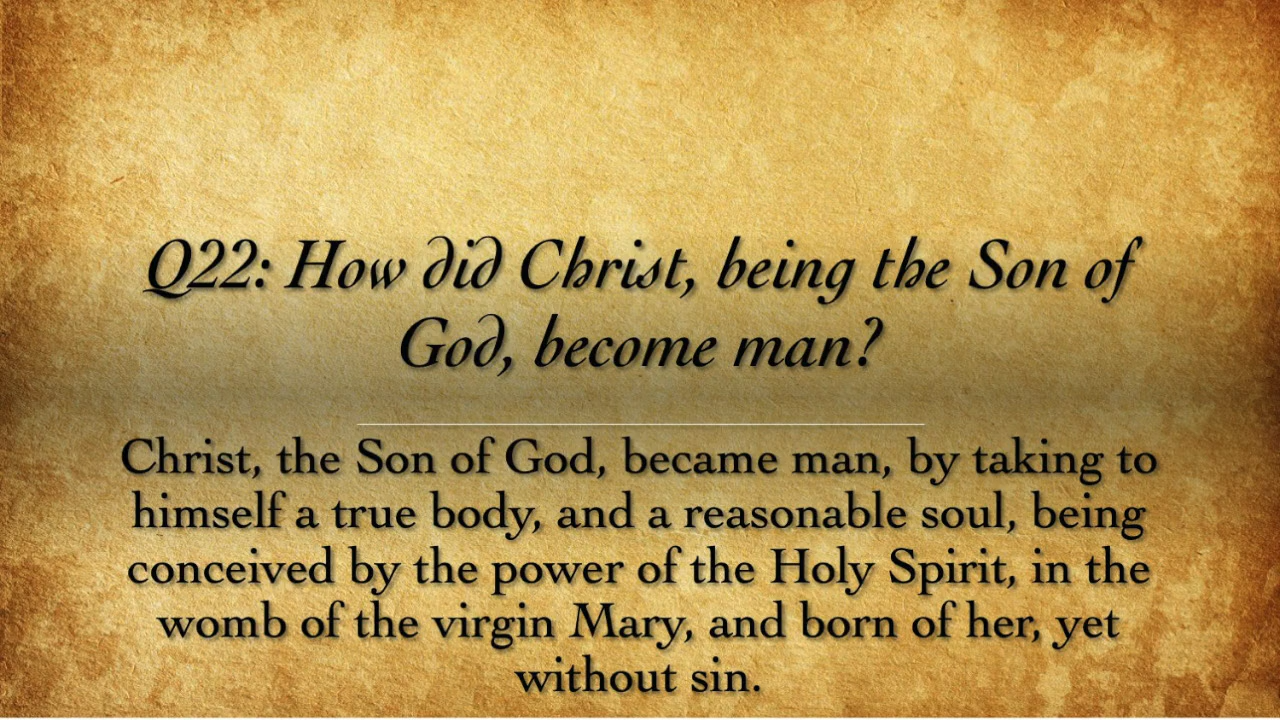 Q22: How did Christ, being the Son of
God, become man?
Christ, the Son of God, became man, by taking to
himself a true body, and a reasonable soul, being
conceived by the power of the Holy Spirit, in the
womb of the virgin Mary, and born of her, yet
without sin.